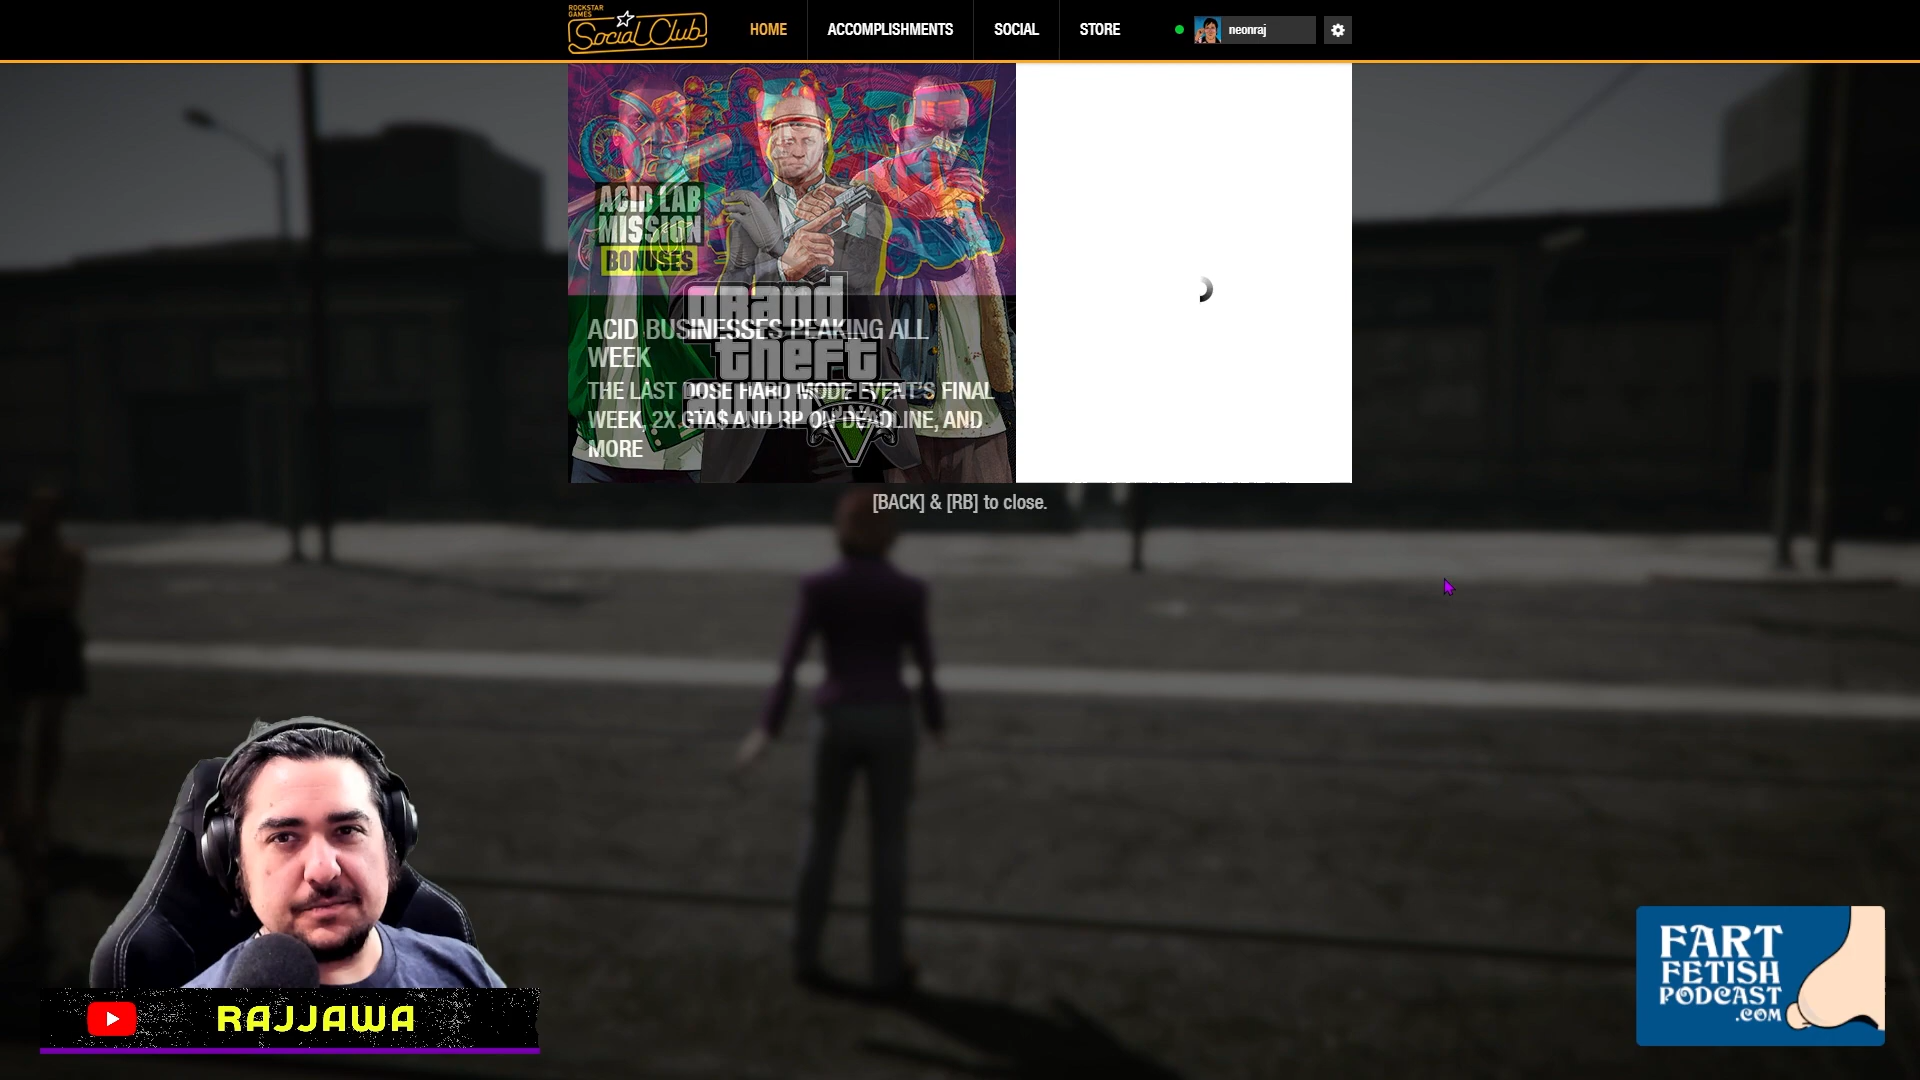 ROCKSTAR
GAMES
Social Club
HOME
ACCOMPLISHMENTS
SOCIAL
STORE
neonraj
ACID LAB
MISSION
BONUSES
grand
theft
ACID BUSINESSES PEAKING ALL
WEEK
THE LAST DOSE HARD MODE EVENT'S FINAL
WEEK, 2X GTA$ AND RP ON DEADLINE, AND
MORE
[BACK] & [RB] to close.
RAJJAWA
FART
FETISH
PODCAST
.COM